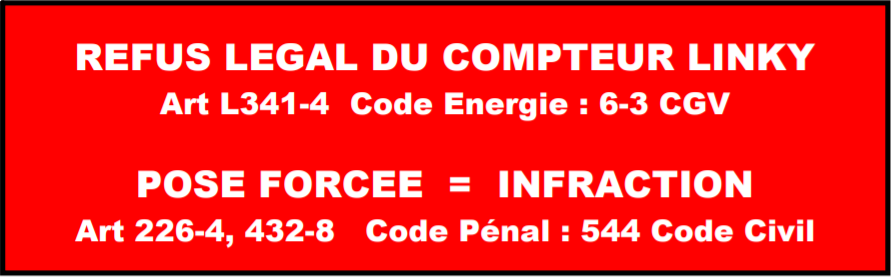 REFUS LEGAL DU COMPTEUR LINKY
Art L341-4 Code Energie : 6-3 CGV
POSE FORCEE = INFRACTION
Art 226-4, 432-8 Code Pénal : 544 Code Civil